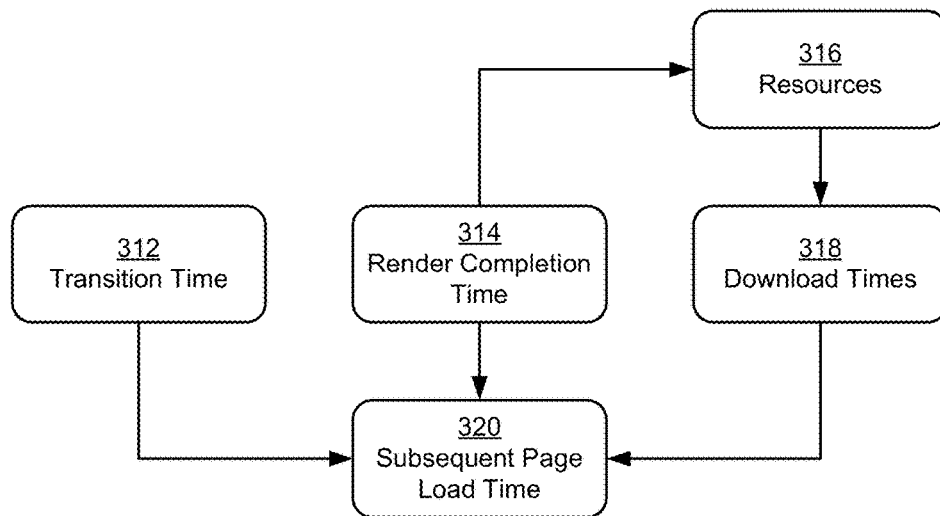 316
Resources
312
Transition Time
314
Render Completion
Time
318
Download Times
320
Subsequent Page
Load Time